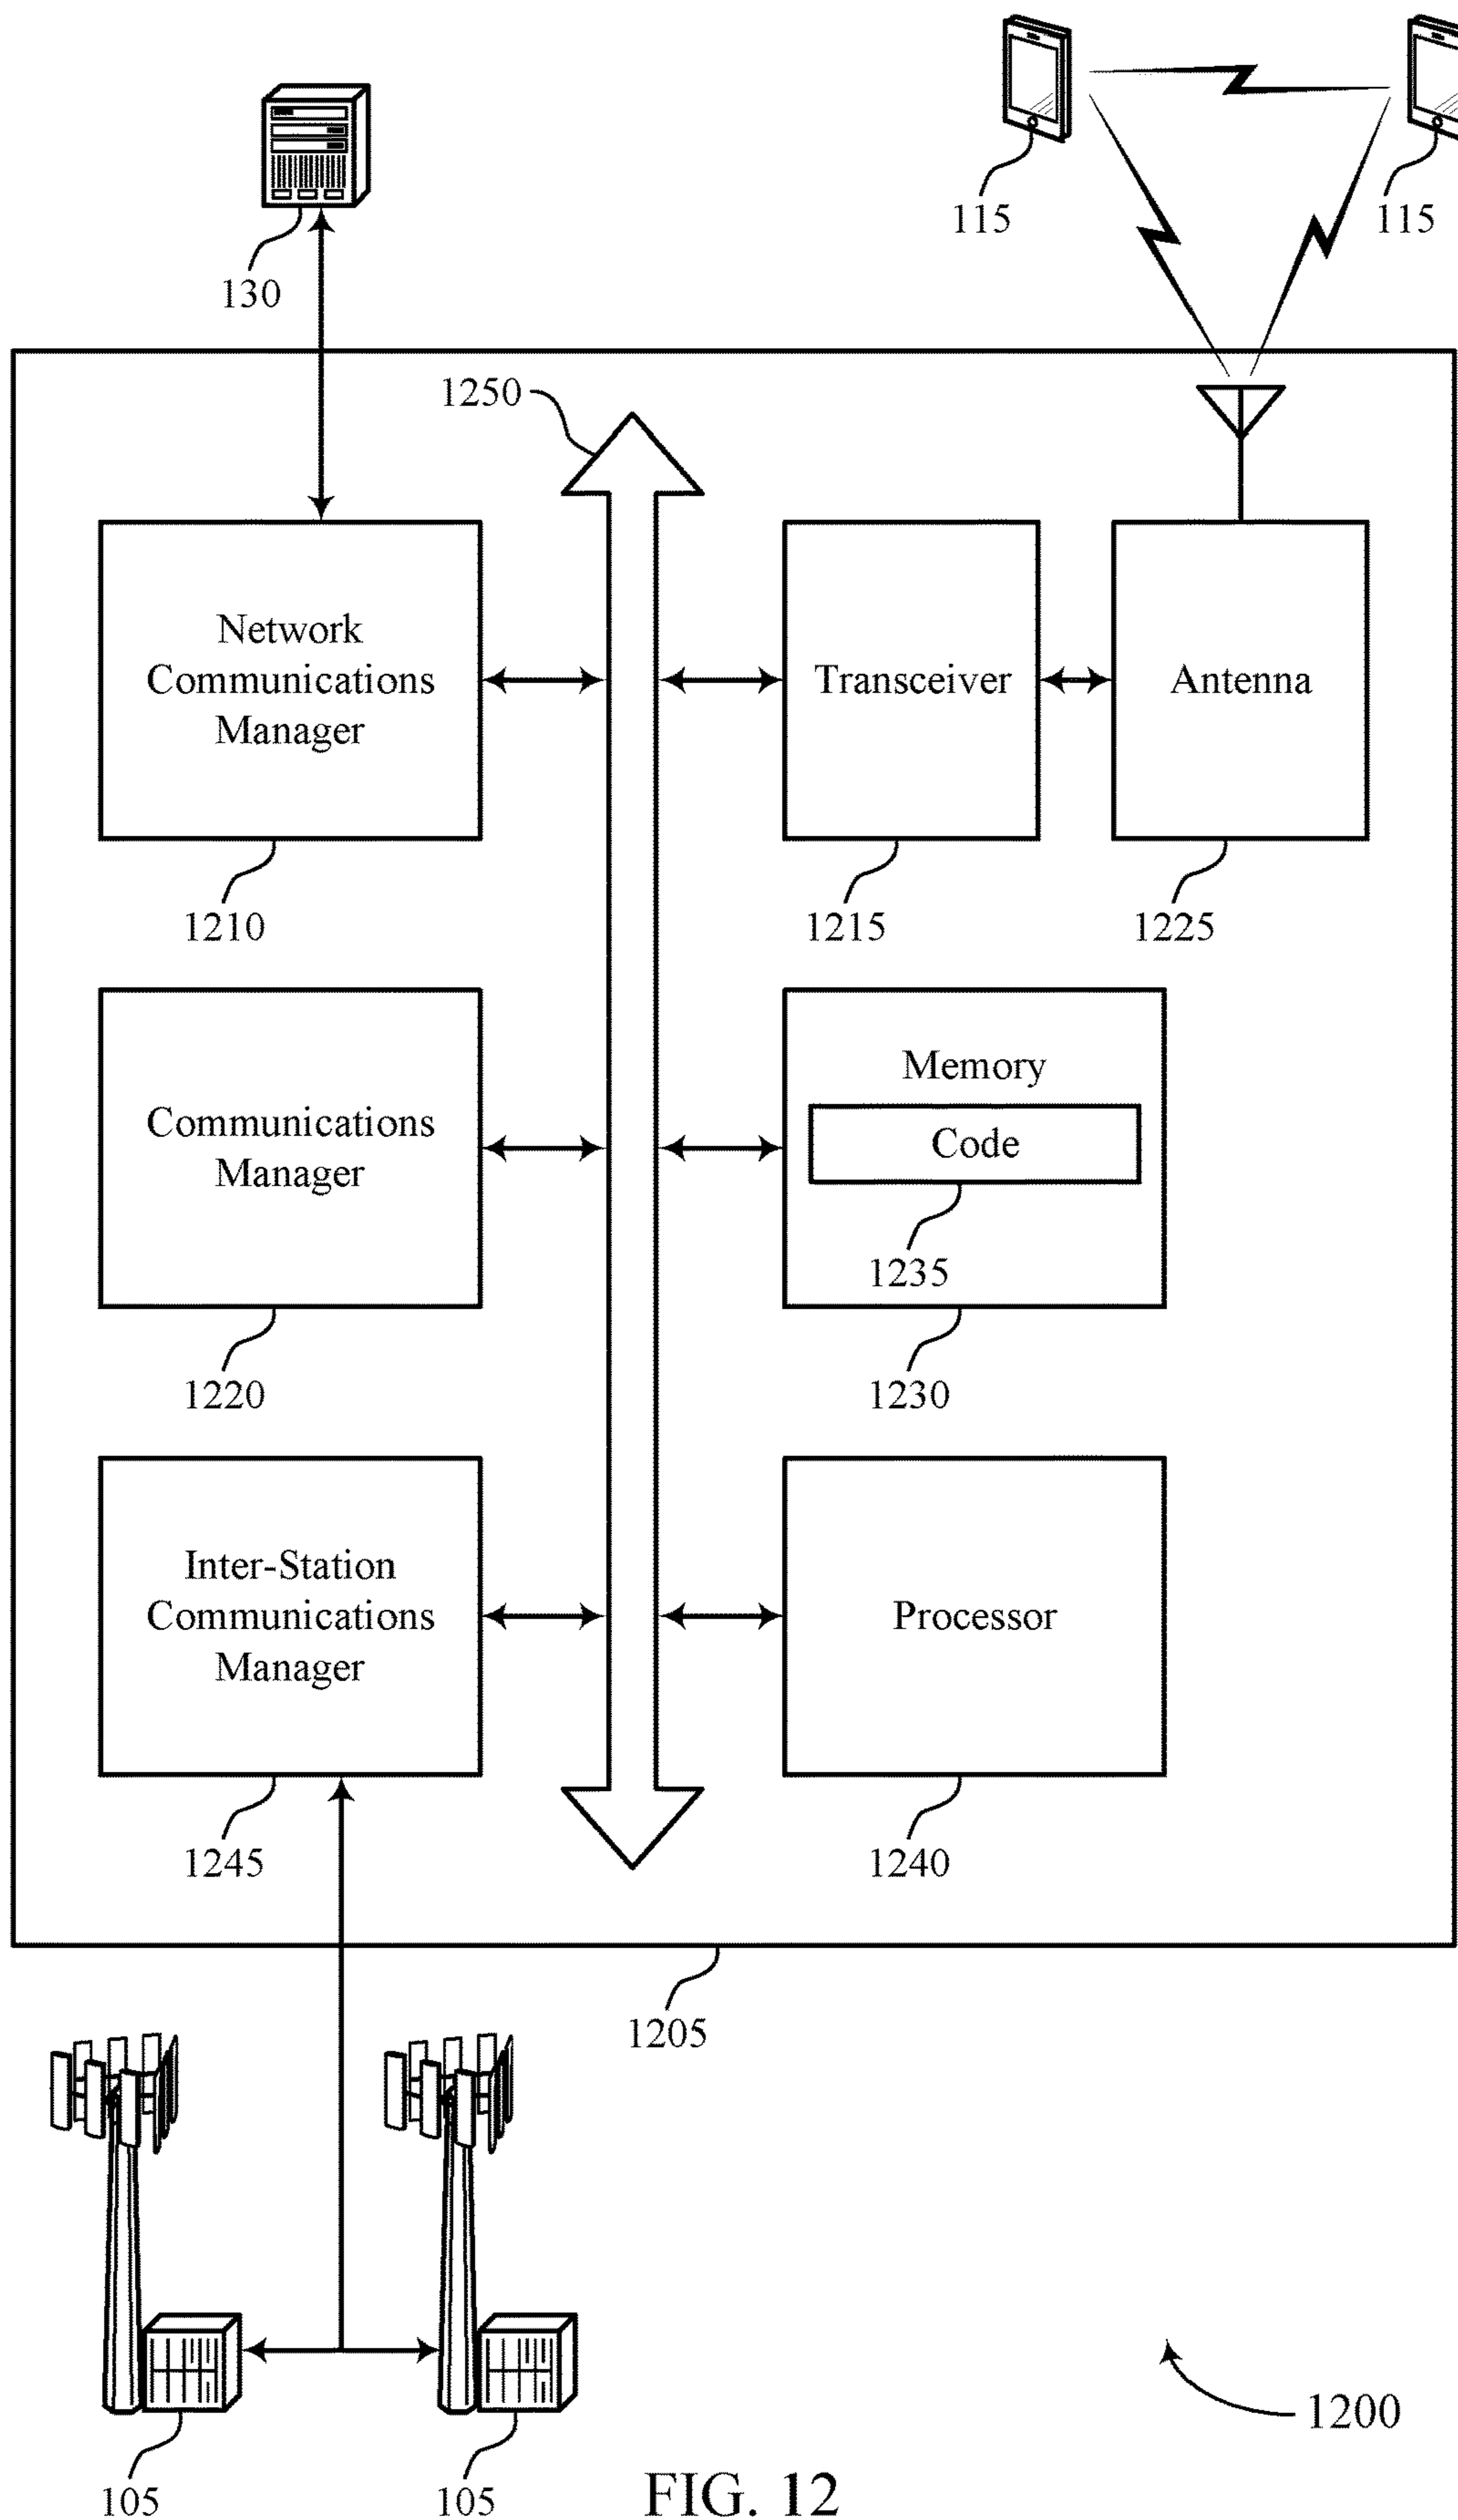 115
115
130
1250
Network
Communications
Manager
Transceiver
Antenna
1210
1215
1225
Communications
Manager
Memory
Code
1235
1220
1230
Inter-Station
Communications
Manager
Processor
1245
1240
1205
1200
105
105
FIG. 12